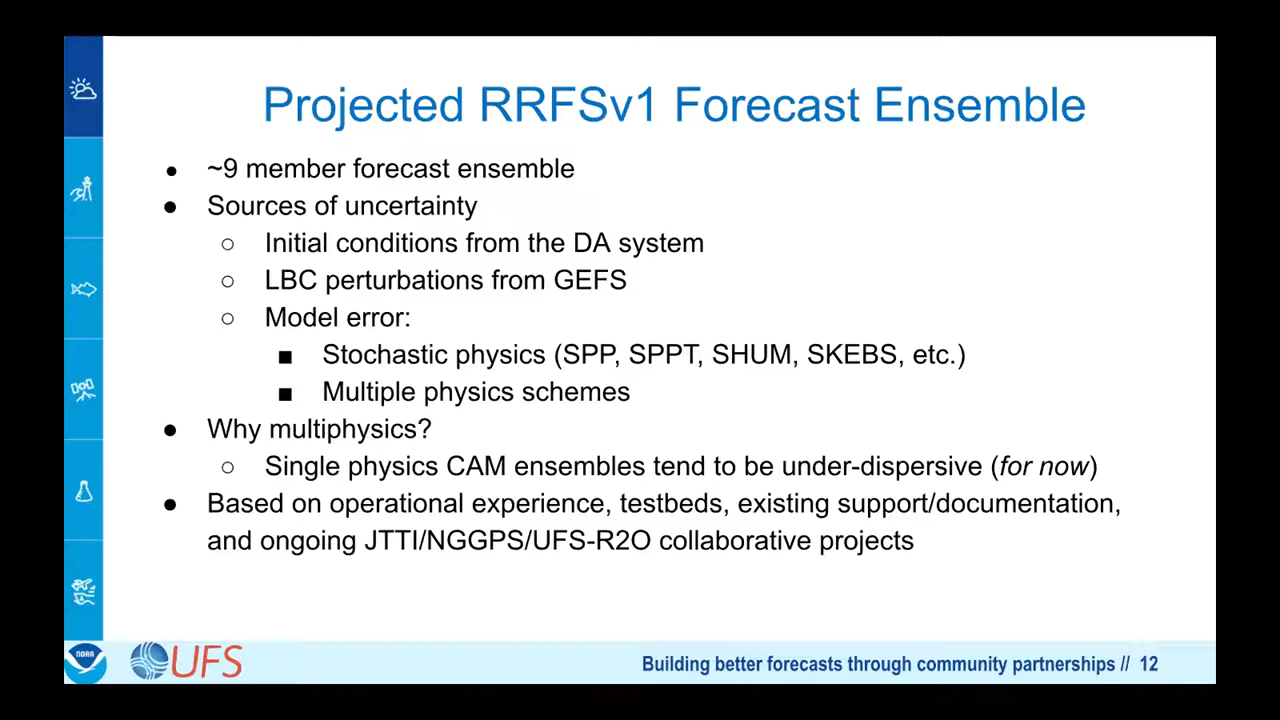 Projected RRFSv1 Forecast Ensemble
● ~9 member forecast ensemble
● Sources of uncertainty
○ Initial conditions from the DA system
○ LBC perturbations from GEFS
○ Model error:
■ Stochastic physics (SPP, SPPT, SHUM, SKEBS, etc.)
■ Multiple physics schemes
● Why multiphysics?
○ Single physics CAM ensembles tend to be under-dispersive (for now)
● Based on operational experience, testbeds, existing support/documentation,
and ongoing JTTI/NGGPS/UFS-R2O collaborative projects
NOAA
UFS
Building better forecasts through community partnerships // 12